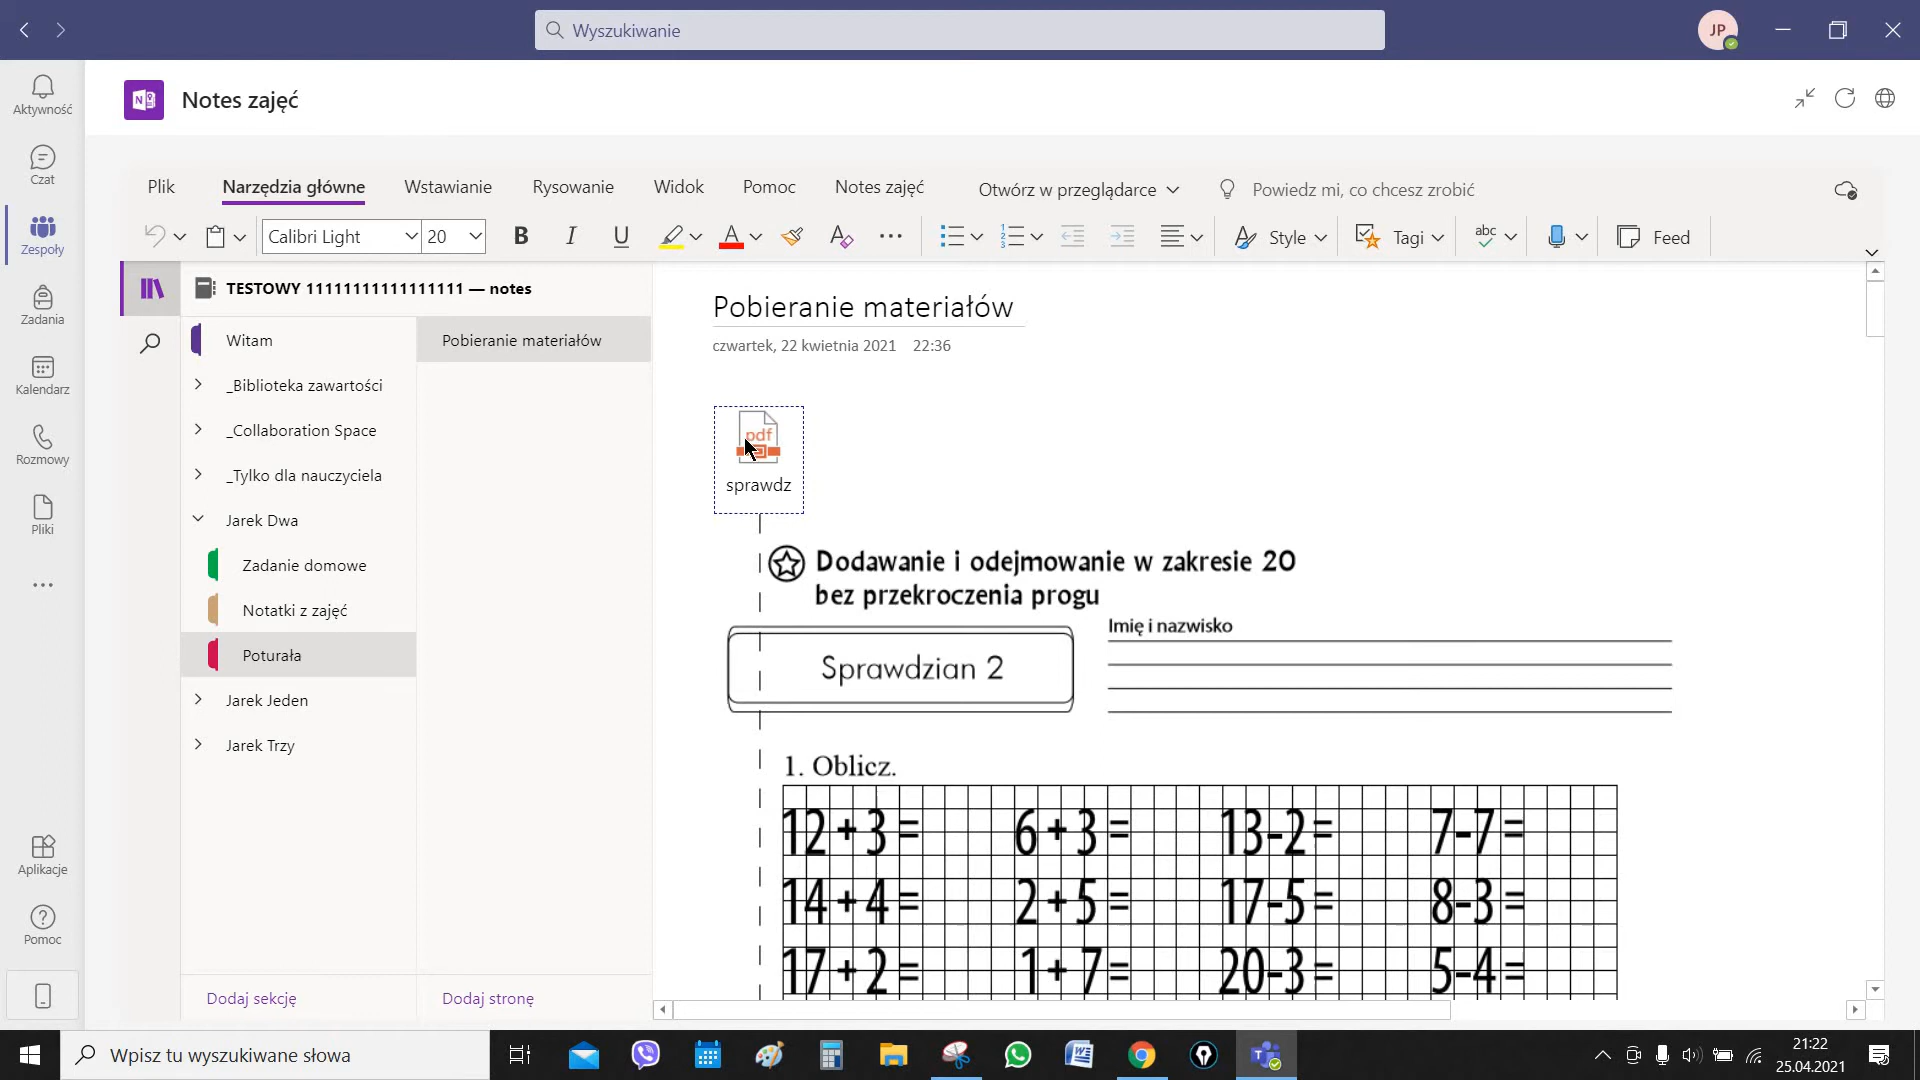 Wyszukiwanie
JP
Aktywność
Czat
Zespoły
Zadania
Kalendarz
Rozmowy
Pliki
Aplikacje
Pomoc
Notes zajęć
Plik
Narzędzia główne
Wstawianie
Rysowanie
Widok
Pomoc
Notes zajęć
Otwórz w przeglądarce
Powiedz mi, co chcesz zrobić
Calibri Light
20
B
I
U
A
A
Style
Tagi
abc
Feed
TESTOWY 11111111111111111 — notes
Witam
_Biblioteka zawartości
_Collaboration Space
_Tylko dla nauczyciela
Jarek Dwa
Zadanie domowe
Notatki z zajęć
Poturała
Jarek Jeden
Jarek Trzy
Dodaj sekcję
Pobieranie materiałów
Dodaj stronę
Pobieranie materiałów
czwartek, 22 kwietnia 2021 22:36
pdf
sprawdz
Dodawanie i odejmowanie w zakresie 20
bez przekroczenia progu
Imię i nazwisko
Sprawdzian 2
1. Oblicz.
12 + 3 = 6 + 3 = 13 - 2 = 7 - 7 =
14 + 4 = 2 + 5 = 17 - 5 = 8 - 3 =
17 + 2 = 1 + 7 = 20 - 3 = 5 - 4 =
Wpisz tu wyszukiwane słowa
21:22
25.04.2021